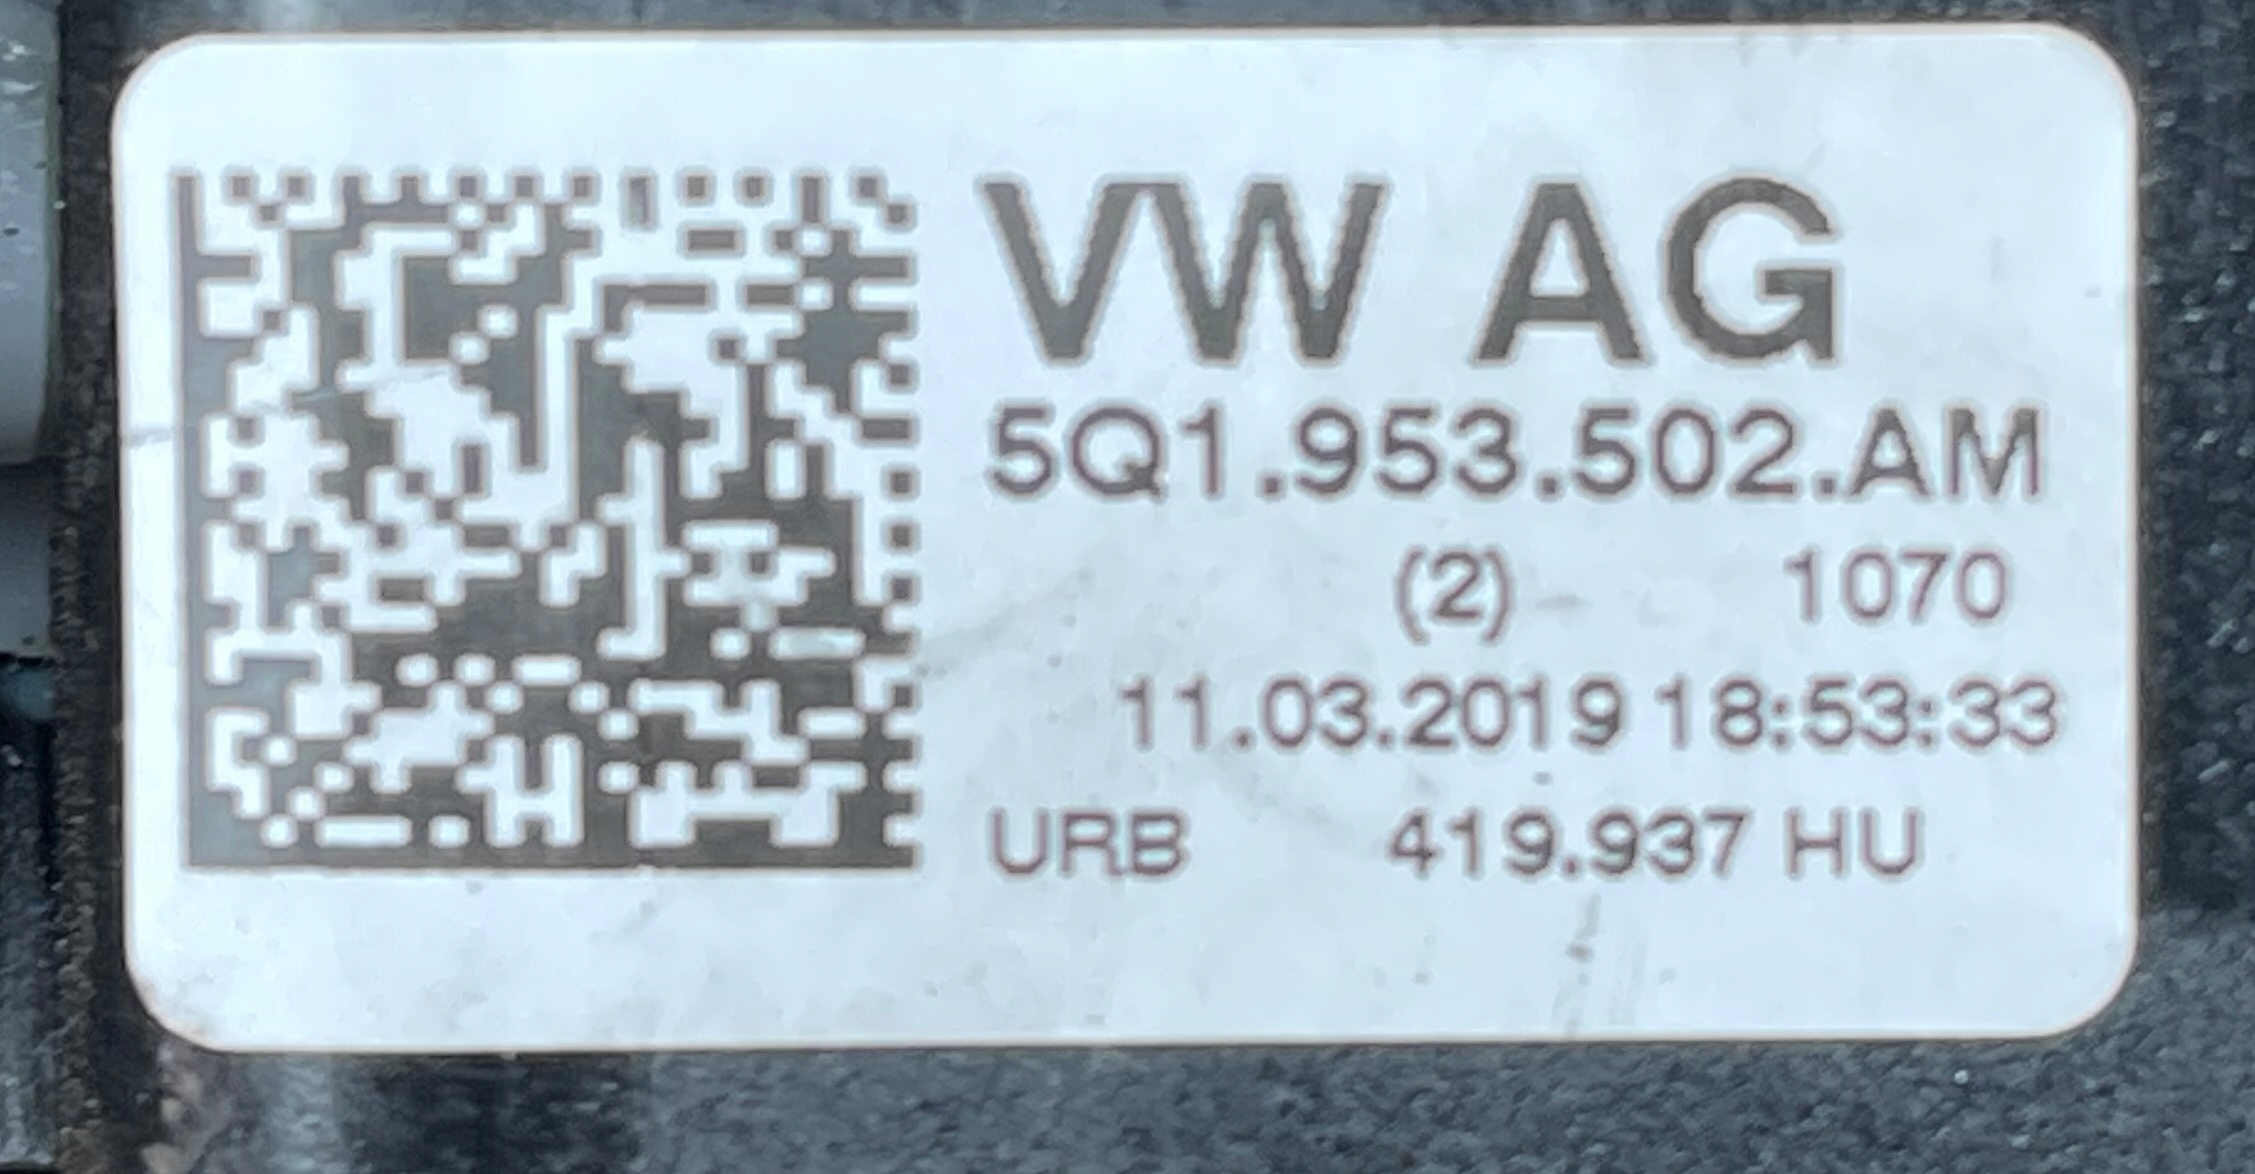 VW AG
5Q1.953.502.AM
(2) 1070
11.03.2019 18:53:33
URB 419.937 HU